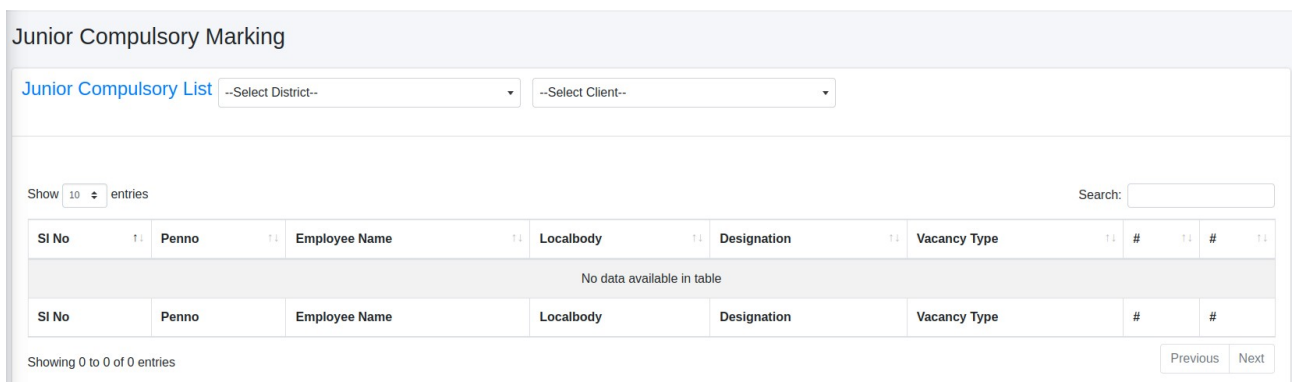 Junior Compulsory Marking
Junior Compulsory List --Select District-- --Select Client--
Show 10 entries Search:
Sl No Penno Employee Name Localbody Designation Vacancy Type # #
No data available in table
Sl No Penno Employee Name Localbody Designation Vacancy Type # #
Showing 0 to 0 of 0 entries Previous Next